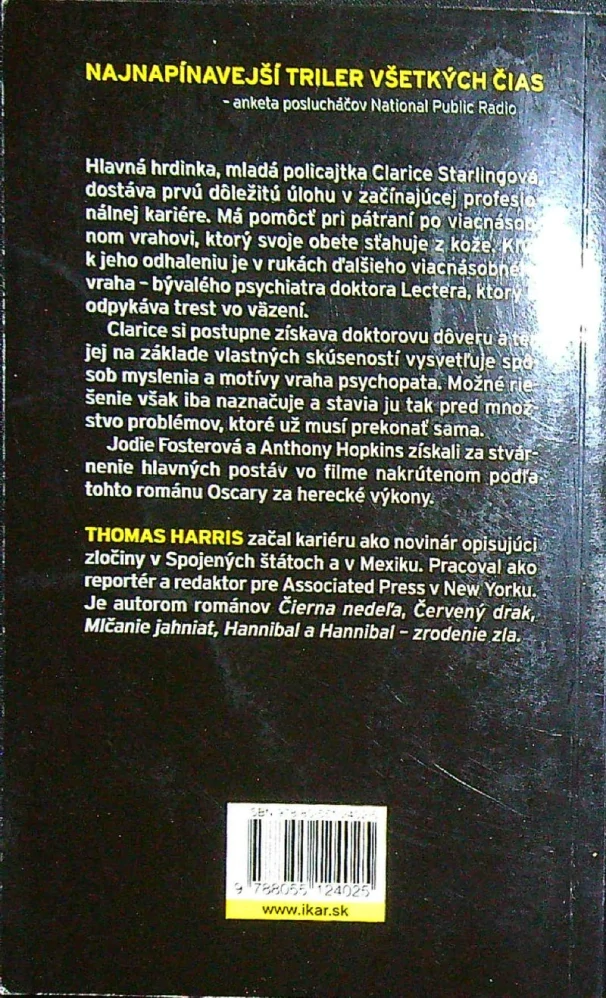 NAJNAPÍNAVEJŠÍ TRILER VŠETKÝCH ČIAS
– anketa poslucháčov National Public Radio
Hlavná hrdinka, mladá policajtka Clarice Starlingová,
dostáva prvú dôležitú úlohu v začínajúcej profesio-
nálnej kariére. Má pomôcť pri pátraní po viacnásob-
nom vrahovi, ktorý svoje obete sťahuje z kože.
k jeho odhaleniu je v rukách ďalšieho
vraha – bývalého psychiatra doktora Lectera, ktorý
odpykáva trest vo väzení.
Clarice si postupne získava doktorovu dôveru a
jej na základe vlastných skúseností vysvetľuje spô-
sob myslenia a motívy vraha psychopata. Možné rie-
šenie však iba naznačuje a stavia ju tak pred množ-
stvo problémov, ktoré už musí prekonať sama.
Jodie Fosterová a Anthony Hopkins získali za stvár-
nenie hlavných postáv vo filme nakrútenom podľa
tohto románu Oscary za herecké výkony.
THOMAS HARRIS začal kariéru ako novinár opisujúci
zločiny v Spojených štátoch a v Mexiku. Pracoval ako
reportér a redaktor pre Associated Press v New Yorku.
Je autorom románov Čierna nedeľa, Červený drak,
Mlčanie jahniat, Hannibal a Hannibal – zrodenie zla.
ISBN
9 788055 124025
www.ikar.sk